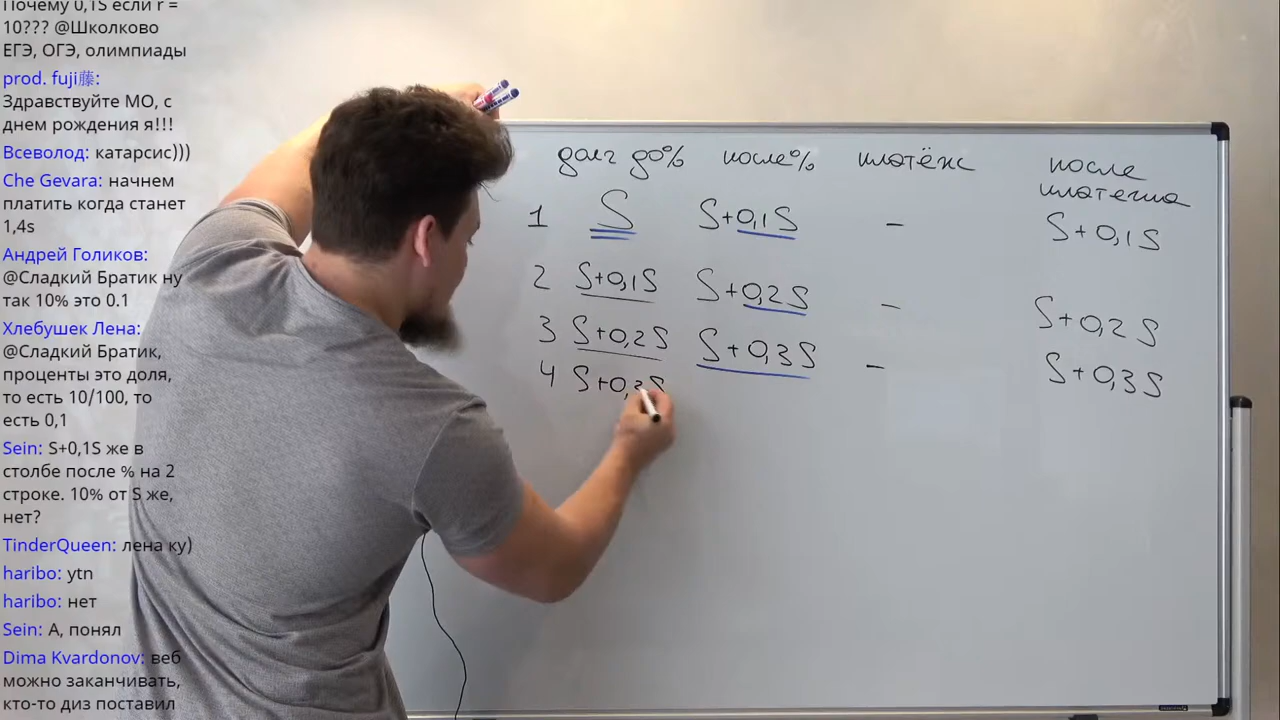 Почему 0,1S если r =
10??? @Школково
ЕГЭ, ОГЭ, олимпиады
prod. fuji藤:
Здравствуйте МО, с
днем рождения я!!!
Всеволод: катарсис)))
Che Gevara: начнем
платить когда станет
1,4s
Андрей Голиков:
@Сладкий Братик ну
так 10% это 0.1
Хлебушек Лена:
@Сладкий Братик,
проценты это доля,
то есть 10/100, то
есть 0,1
Sein: S+0,1S же в
столбе после % на 2
строке. 10% от S же,
нет?
TinderQueen: лена ку)
haribo: ytn
haribo: нет
Sein: А, понял
Dima Kvardonov: веб
можно заканчивать,
кто-то диз поставил
долг до% после% платёж после
платежа
1 S S+0,1S – S+0,1S
2 S+0,1S S+0,2S – S+0,2S
3 S+0,2S S+0,3S – S+0,3S
4 S+0,3S